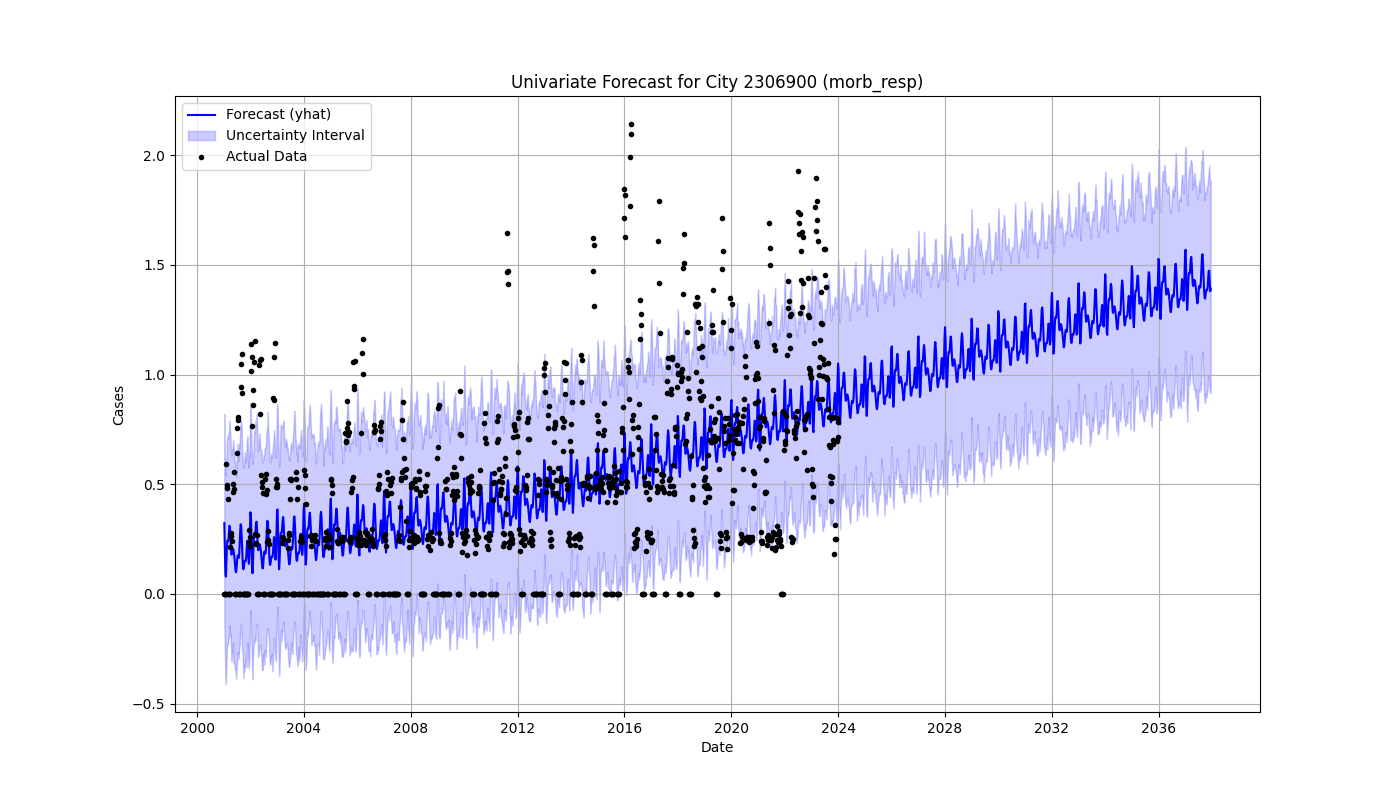 Univariate Forecast for City 2306900 (morb_resp)
Forecast (yhat)
Uncertainty Interval
Actual Data
Cases
2.0
1.5
1.0
0.5
0.0
−0.5
2000 2004 2008 2012 2016 2020 2024 2028 2032 2036
Date